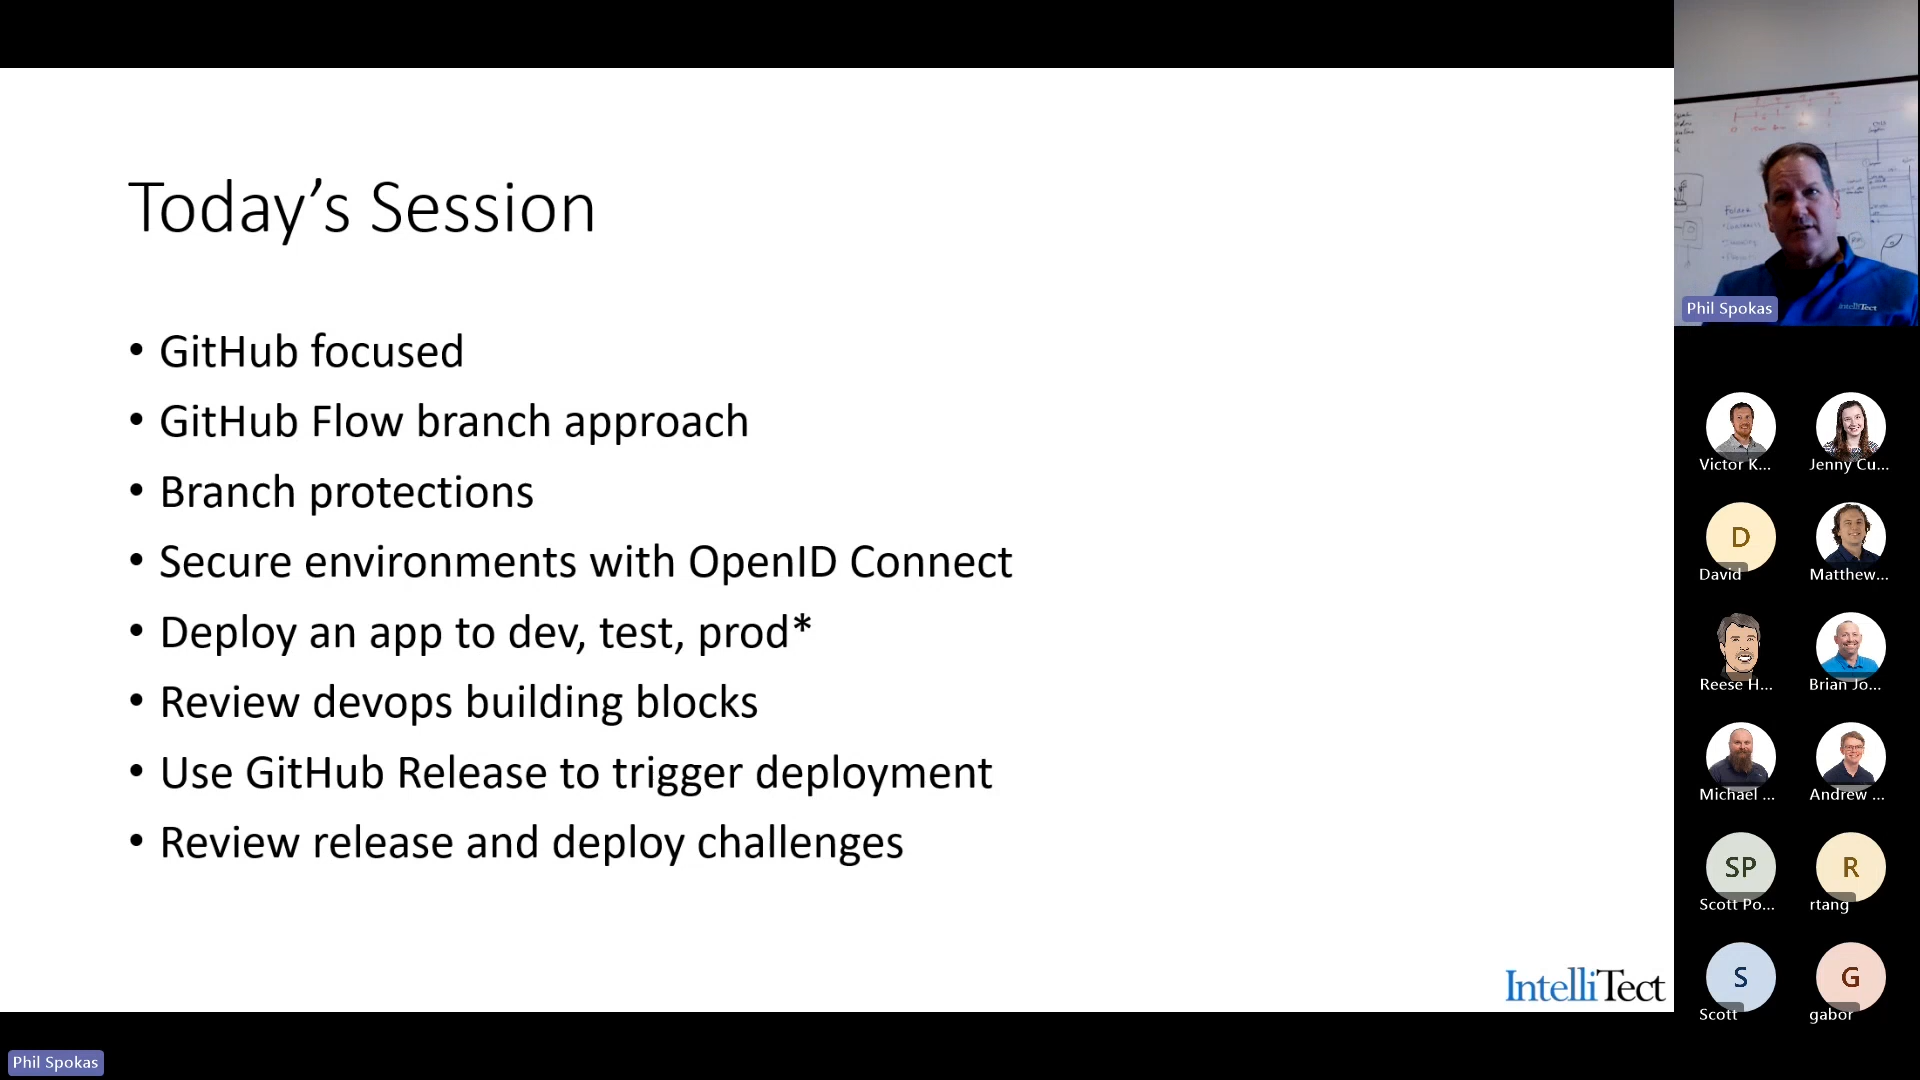 Today’s Session
• GitHub focused
• GitHub Flow branch approach
• Branch protections
• Secure environments with OpenID Connect
• Deploy an app to dev, test, prod*
• Review devops building blocks
• Use GitHub Release to trigger deployment
• Review release and deploy challenges
IntelliTect
Phil Spokas
IntelliTect
Phil Spokas
Victor K...
Jenny Cu...
D
David
Matthew...
Reese H...
Brian Jo...
Michael ...
Andrew ...
SP
Scott Po...
R
rtang
S
Scott
G
gabor